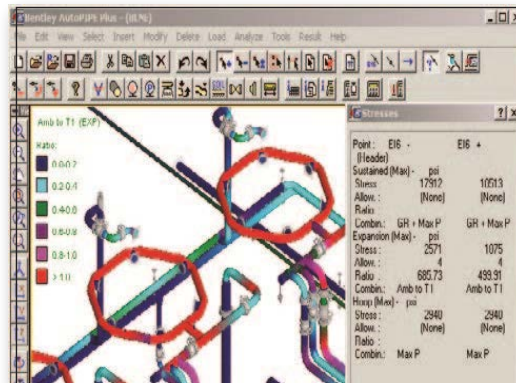 Bentley AutoPIPE Plus - (BLM6)
File Edit View Select Insert Modify Delete Load Analyze Tools Result Help
Amb to T1 (EXP)
Ratio:
0.0-0.2
0.2-0.4
0.4-0.6
0.6-0.8
0.8-1.0
>1.0
Stresses
Point : EI6 - EI6 +
(Header)
Sustained (Max) - psi
Stress : 17912 10513
Allow. : (None) (None)
Ratio
Combin.: GR + Max P GR + Max P
Expansion (Max) - psi
Stress : 2571 1075
Allow. : 4 4
Ratio : 685.73 499.91
Combin.: Amb to T1 Amb to T1
Hoop (Max) - psi
Stress : 2940 2940
Allow. : (None) (None)
Ratio :
Combin.: Max P Max P